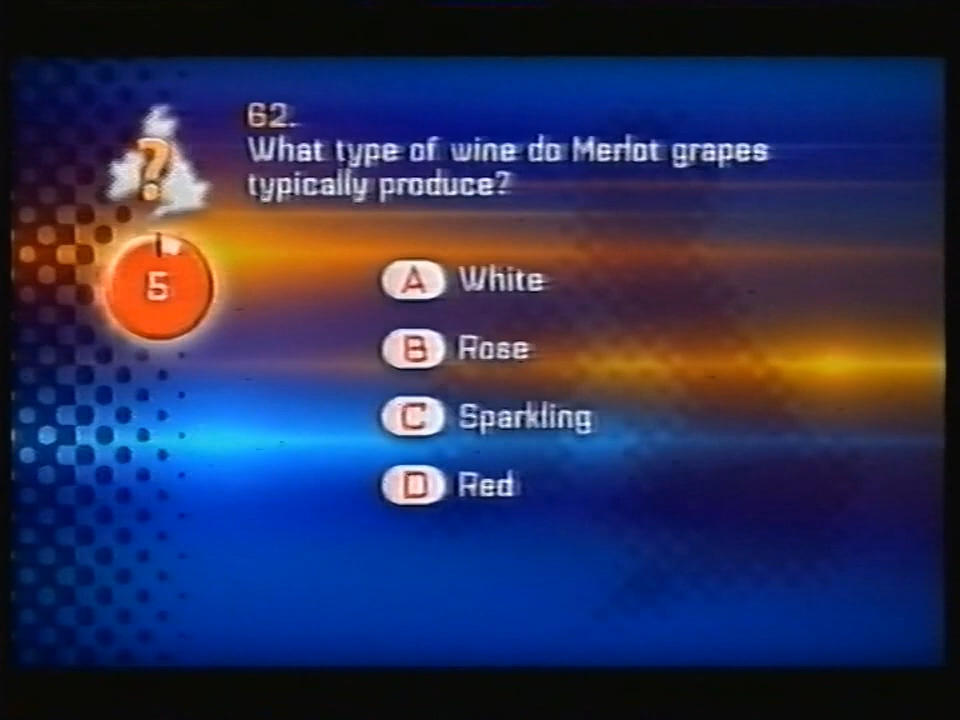 62.
What type of wine do Merlot grapes
typically produce?
?
5
A White
B Rose
C Sparkling
D Red